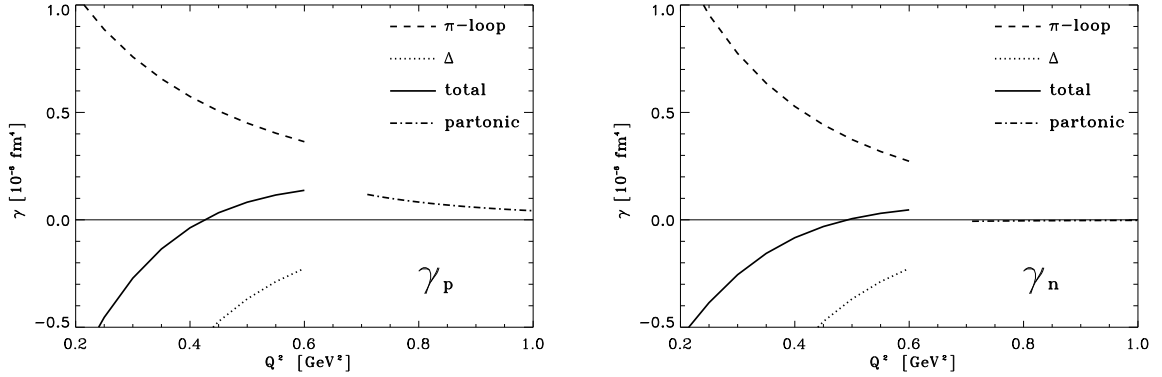 1.0
0.5
0.0
−0.5
γ [10⁻⁶ fm⁴]
π−loop
Δ
total
partonic
γp
0.2 0.4 0.6 0.8 1.0
Q² [GeV²]
1.0
0.5
0.0
−0.5
γ [10⁻⁶ fm⁴]
π−loop
Δ
total
partonic
γn
0.2 0.4 0.6 0.8 1.0
Q² [GeV²]